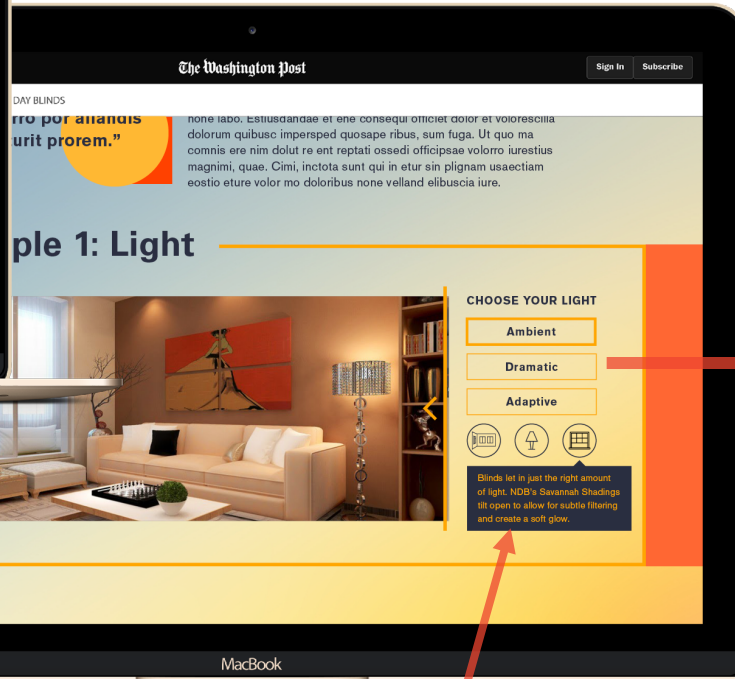 The Washington Post
Sign In
Subscribe
DAY BLINDS
rro por allandis
urit prorem.”
none labo. Estiusdandae et ene consequi officiet dolor et volorescilia
dolorum quibusc impersped quosape ribus, sum fuga. Ut quo ma
comnis ere nim dolut re ent reptati ossedi officipsae volorro iurestius
magnimi, quae. Cimi, inctota sunt qui in etur sin plignam usaectiam
eostio eture volor mo doloribus none velland elibuscia iure.
ple 1: Light
CHOOSE YOUR LIGHT
Ambient
Dramatic
Adaptive
Blinds let in just the right amount
of light. NDB's Savannah Shadings
tilt open to allow for subtle filtering
and create a soft glow.
MacBook